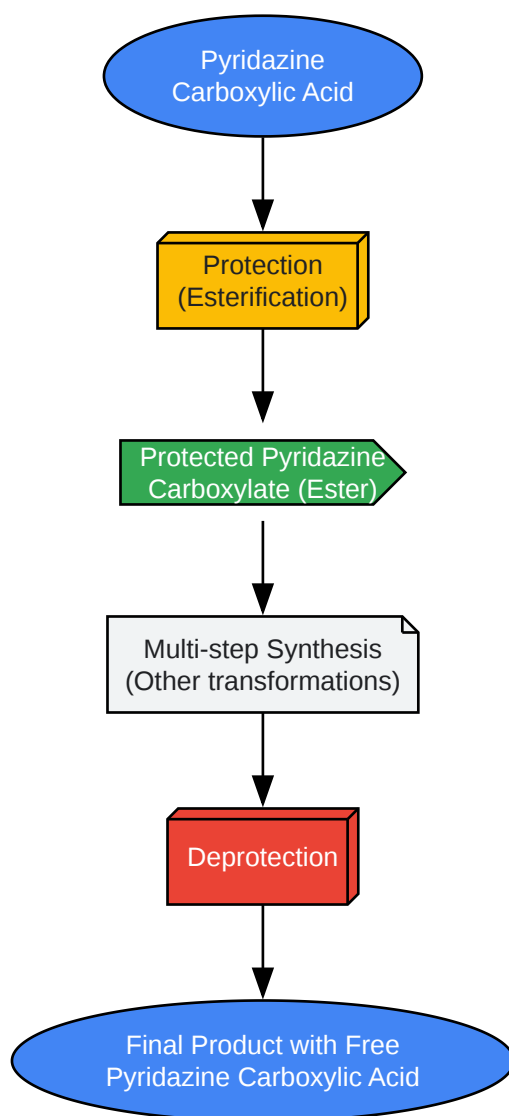 Pyridazine
Carboxylic Acid
Protection
(Esterification)
Protected Pyridazine
Carboxylate (Ester)
Multi-step Synthesis
(Other transformations)
Deprotection
Final Product with Free
Pyridazine Carboxylic Acid